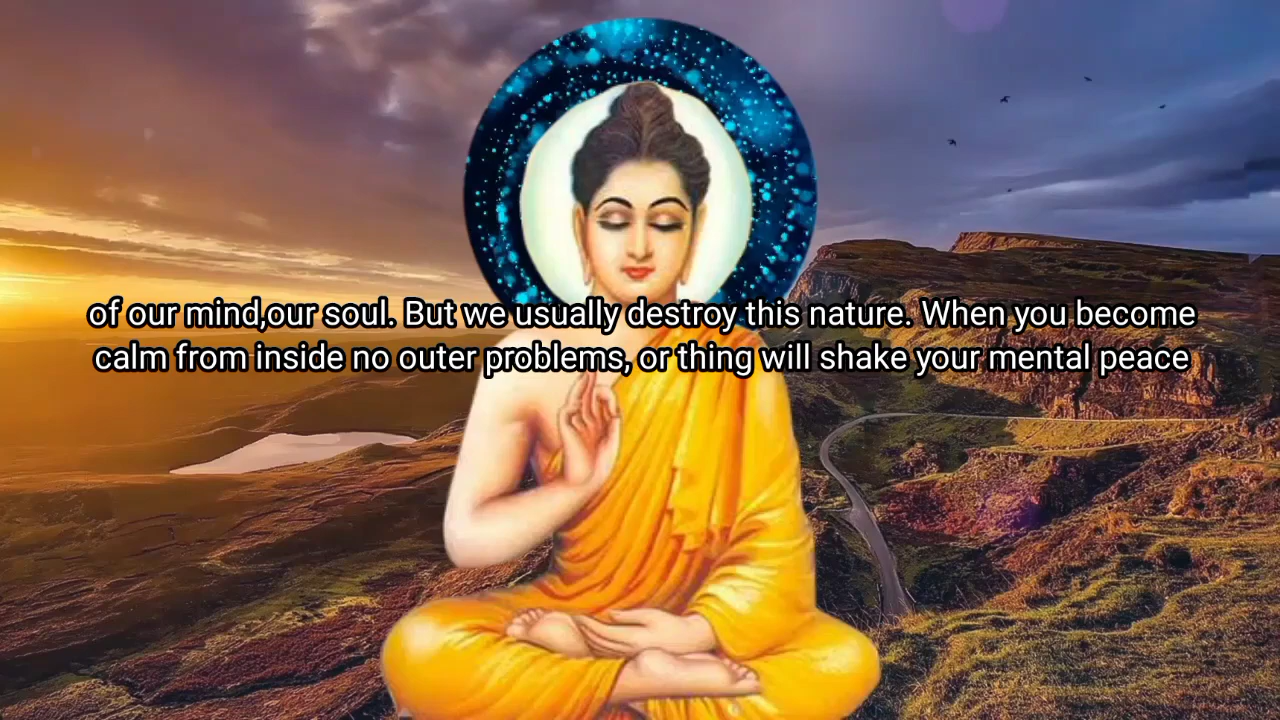 of our mind,our soul. But we usually destroy this nature. When you become
calm from inside no outer problems, or thing will shake your mental peace